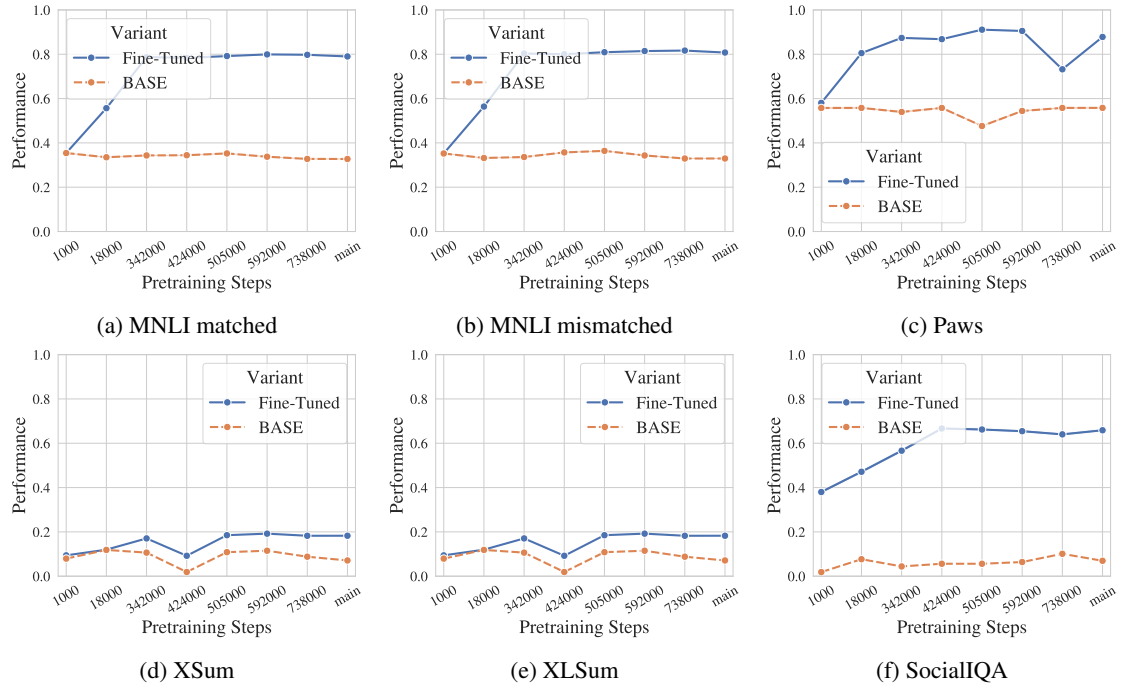 1.0
0.8
0.6
0.4
0.2
0.0
Performance
Variant
Fine-Tuned
BASE
1000
18000
342000
424000
505000
592000
738000
main
Pretraining Steps
(a) MNLI matched
1.0
0.8
0.6
0.4
0.2
0.0
Performance
Variant
Fine-Tuned
BASE
1000
18000
342000
424000
505000
592000
738000
main
Pretraining Steps
(b) MNLI mismatched
1.0
0.8
0.6
0.4
0.2
0.0
Performance
Variant
Fine-Tuned
BASE
1000
18000
342000
424000
505000
592000
738000
main
Pretraining Steps
(c) Paws
1.0
0.8
0.6
0.4
0.2
0.0
Performance
Variant
Fine-Tuned
BASE
1000
18000
342000
424000
505000
592000
738000
main
Pretraining Steps
(d) XSum
1.0
0.8
0.6
0.4
0.2
0.0
Performance
Variant
Fine-Tuned
BASE
1000
18000
342000
424000
505000
592000
738000
main
Pretraining Steps
(e) XLSum
1.0
0.8
0.6
0.4
0.2
0.0
Performance
Variant
Fine-Tuned
BASE
1000
18000
342000
424000
505000
592000
738000
main
Pretraining Steps
(f) SocialIQA